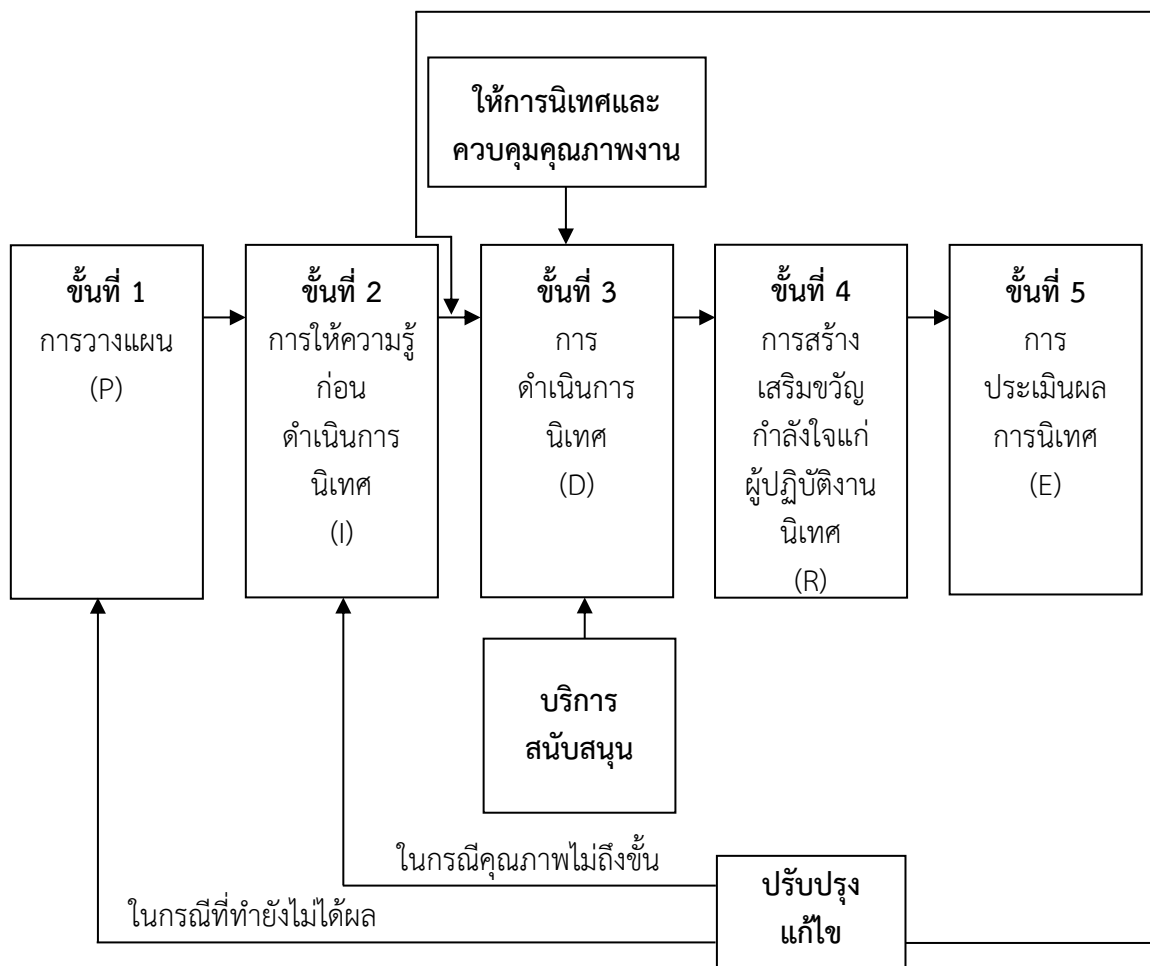 ให้การนิเทศและ
ควบคุมคุณภาพงาน
ขั้นที่ 1
การวางแผน
(P)
ขั้นที่ 2
การให้ความรู้
ก่อน
ดำเนินการ
นิเทศ
(I)
ขั้นที่ 3
การ
ดำเนินการ
นิเทศ
(D)
ขั้นที่ 4
การสร้าง
เสริมขวัญ
กำลังใจแก่
ผู้ปฏิบัติงาน
นิเทศ
(R)
ขั้นที่ 5
การ
ประเมินผล
การนิเทศ
(E)
บริการ
สนับสนุน
ในกรณีคุณภาพไม่ถึงขั้น
ในกรณีที่ทำยังไม่ได้ผล
ปรับปรุง
แก้ไข